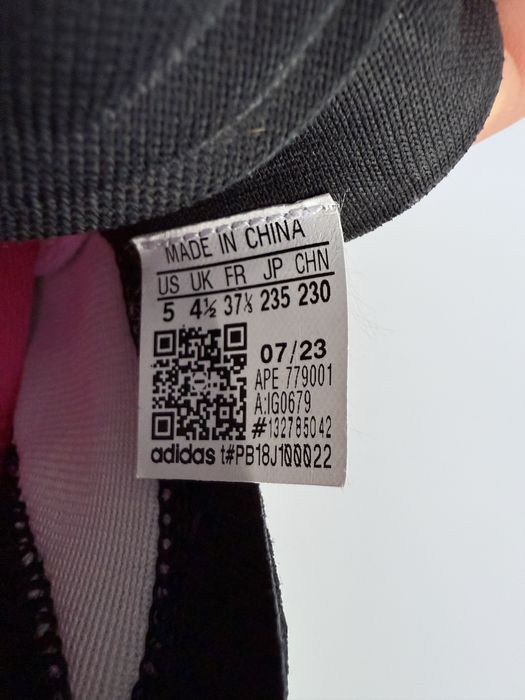 MADE IN CHINA
US UK FR JP CHN
5 4½ 37⅓ 235 230
07/23
APE 779001
A:IG0679
#132785042
adidas t#PB18J100022